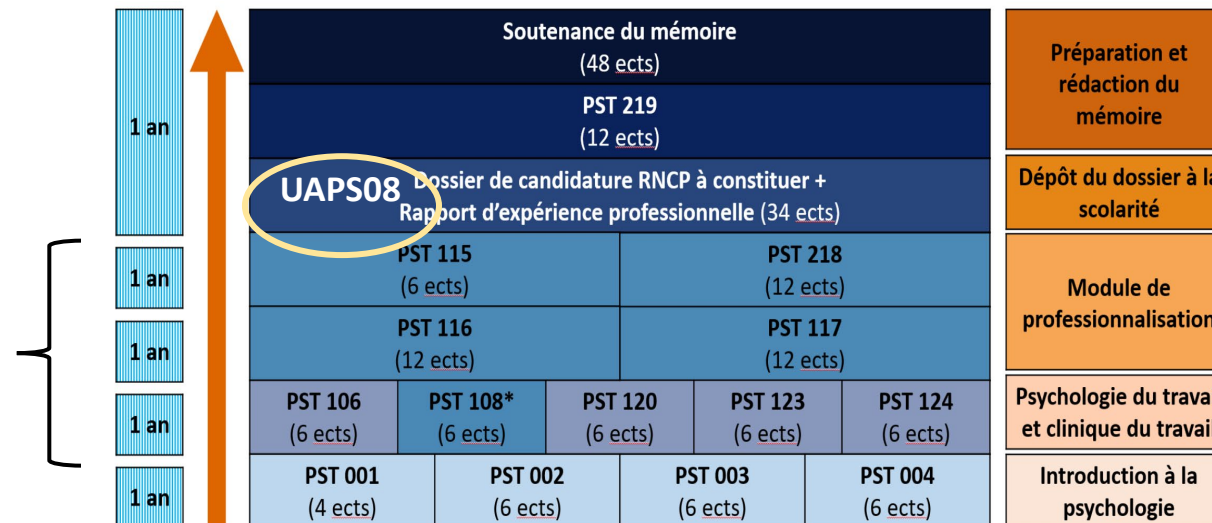 Soutenance du mémoire
(48 ects)
PST 219
(12 ects)
1 an
UAPS08
Dossier de candidature RNCP à constituer +
Rapport d'expérience professionnelle (34 ects)
Préparation et
rédaction du
mémoire
Dépôt du dossier à la
scolarité
1 an
PST 115
(6 ects)
PST 218
(12 ects)
1 an
PST 116
(12 ects)
PST 117
(12 ects)
Module de
professionnalisation
1 an
PST 106
(6 ects)
PST 108*
(6 ects)
PST 120
(6 ects)
PST 123
(6 ects)
PST 124
(6 ects)
Psychologie du travail
et clinique du travail
1 an
PST 001
(4 ects)
PST 002
(6 ects)
PST 003
(6 ects)
PST 004
(6 ects)
Introduction à la
psychologie